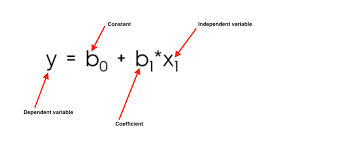 Constant
Independent variable
y = b₀ + b₁*x₁
Dependent variable
Coefficient